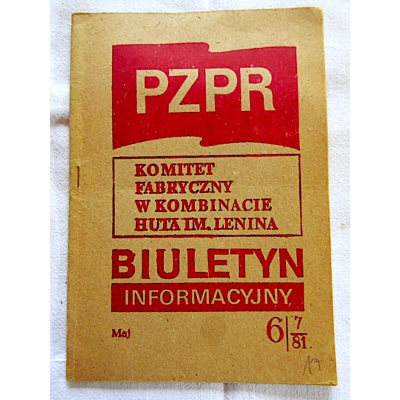 PZPR
KOMITET
FABRYCZNY
W KOMBINACIE
HUTA IM. LENINA
BIULETYN
INFORMACYJNY
Maj 6 | 7/81